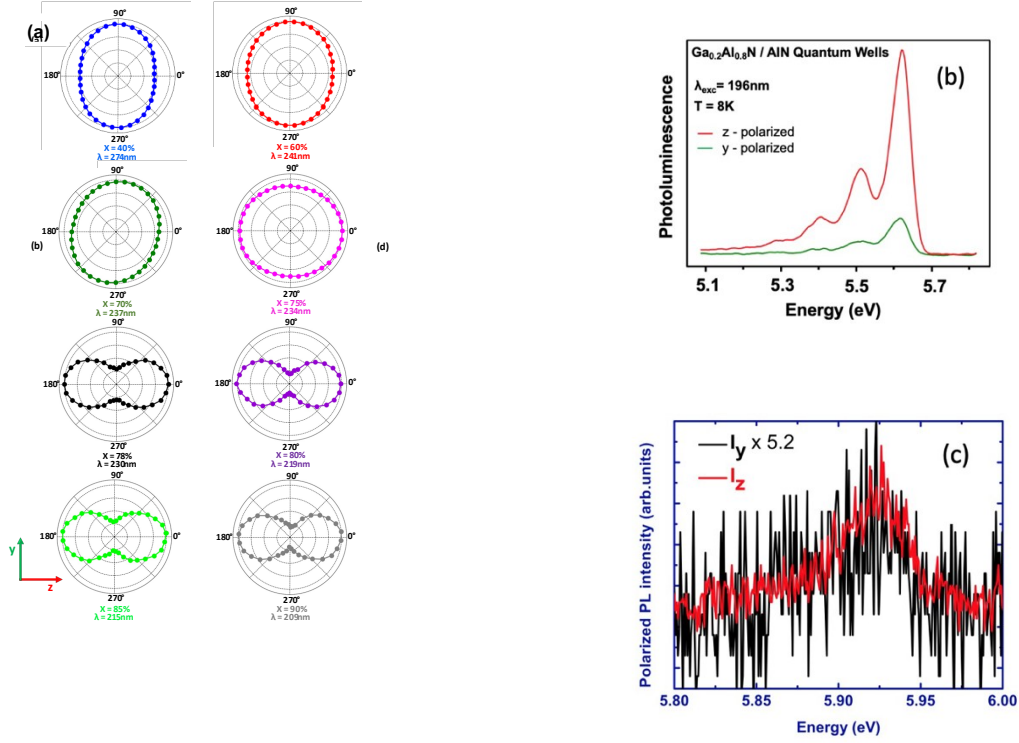 (a)
90°
180°
0°
270°
X = 40%
λ = 274nm
90°
180°
0°
270°
X = 60%
λ = 241nm
90°
180°
0°
270°
X = 70%
λ = 237nm
(b)
90°
180°
0°
270°
X = 75%
λ = 234nm
(d)
90°
180°
0°
270°
X = 78%
λ = 230nm
90°
180°
0°
270°
X = 80%
λ = 219nm
90°
180°
0°
270°
X = 85%
λ = 215nm
90°
180°
0°
270°
X = 90%
λ = 209nm
y
z
Ga0.2Al0.8N / AlN Quantum Wells
(b)
λexc= 196nm
T = 8K
z - polarized
y - polarized
Photoluminescence
5.1 5.3 5.5 5.7
Energy (eV)
Iy x 5.2
(c)
Iz
Polarized PL intensity (arb.units)
5.80 5.85 5.90 5.95 6.00
Energy (eV)